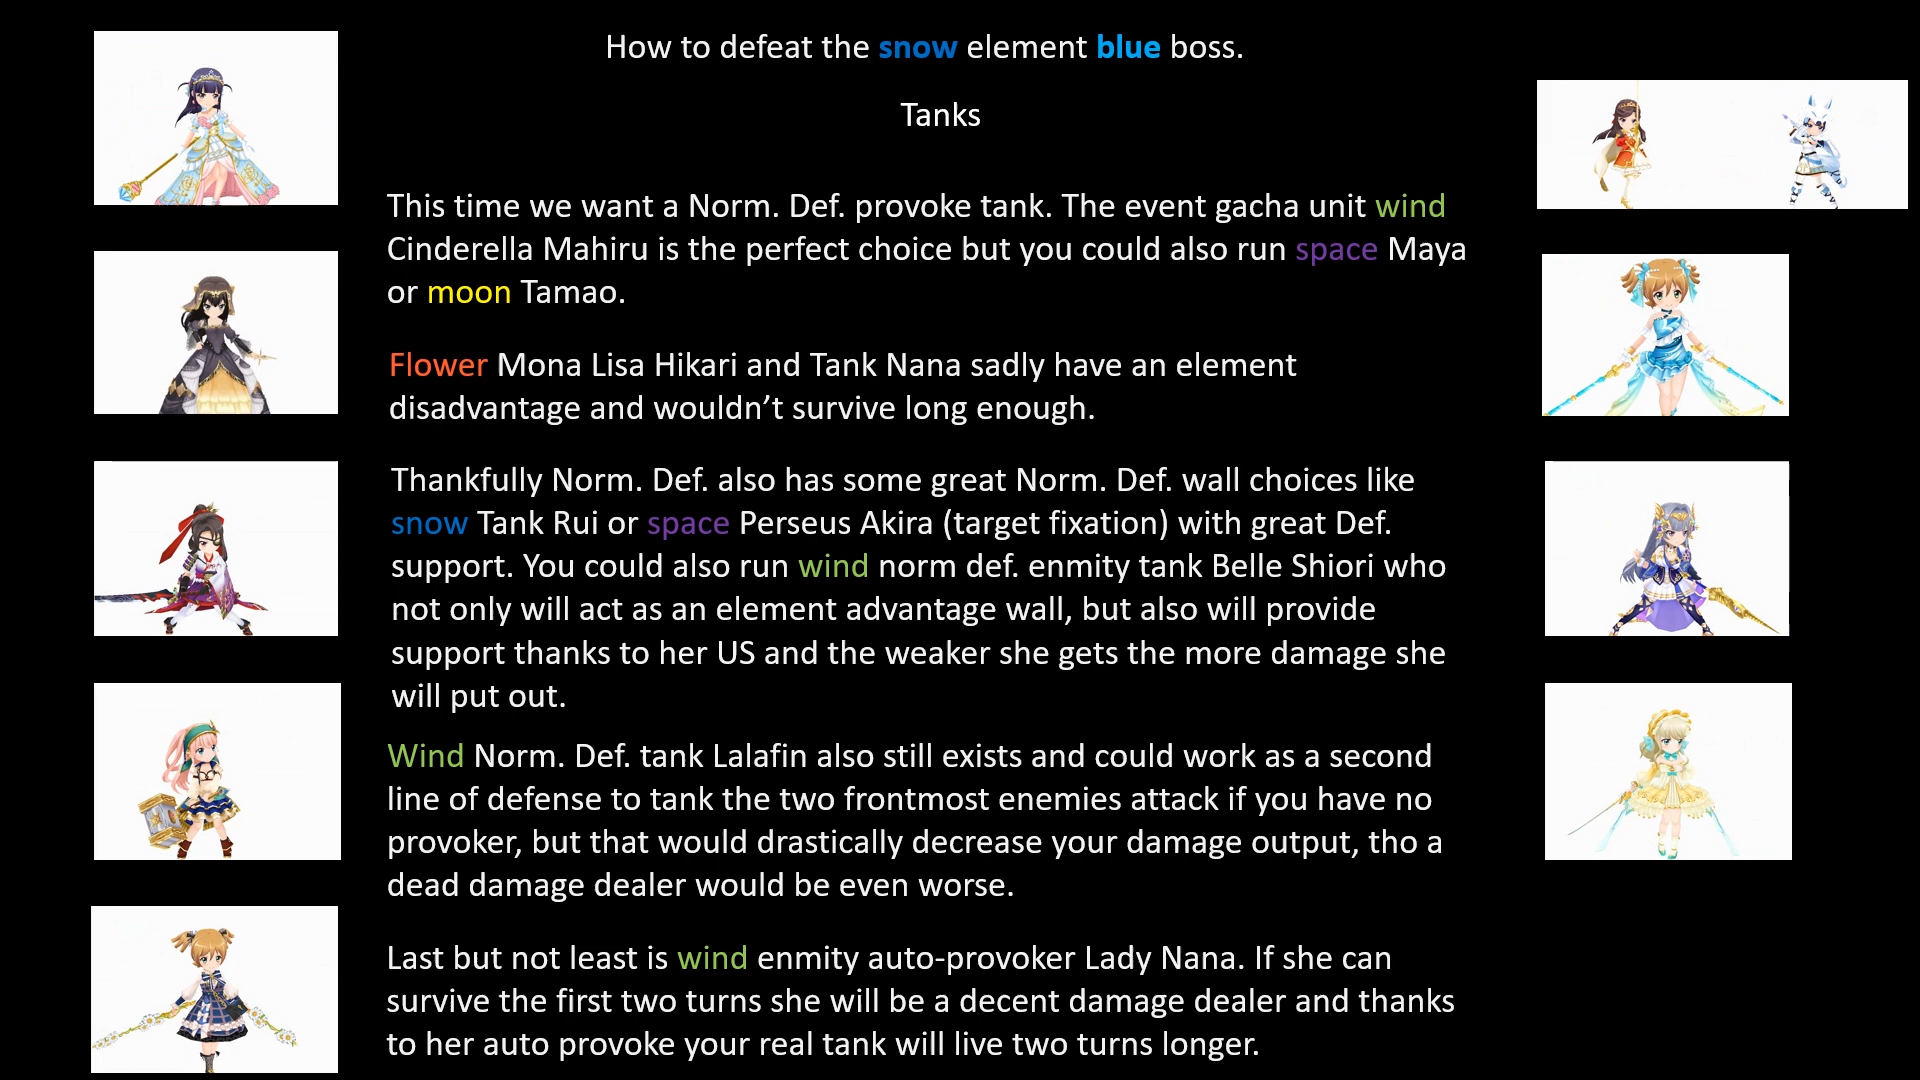 How to defeat the snow element blue boss.
Tanks
This time we want a Norm. Def. provoke tank. The event gacha unit wind
Cinderella Mahiru is the perfect choice but you could also run space Maya
or moon Tamao.
Flower Mona Lisa Hikari and Tank Nana sadly have an element
disadvantage and wouldn’t survive long enough.
Thankfully Norm. Def. also has some great Norm. Def. wall choices like
snow Tank Rui or space Perseus Akira (target fixation) with great Def.
support. You could also run wind norm def. enmity tank Belle Shiori who
not only will act as an element advantage wall, but also will provide
support thanks to her US and the weaker she gets the more damage she
will put out.
Wind Norm. Def. tank Lalafin also still exists and could work as a second
line of defense to tank the two frontmost enemies attack if you have no
provoker, but that would drastically decrease your damage output, tho a
dead damage dealer would be even worse.
Last but not least is wind enmity auto-provoker Lady Nana. If she can
survive the first two turns she will be a decent damage dealer and thanks
to her auto provoke your real tank will live two turns longer.